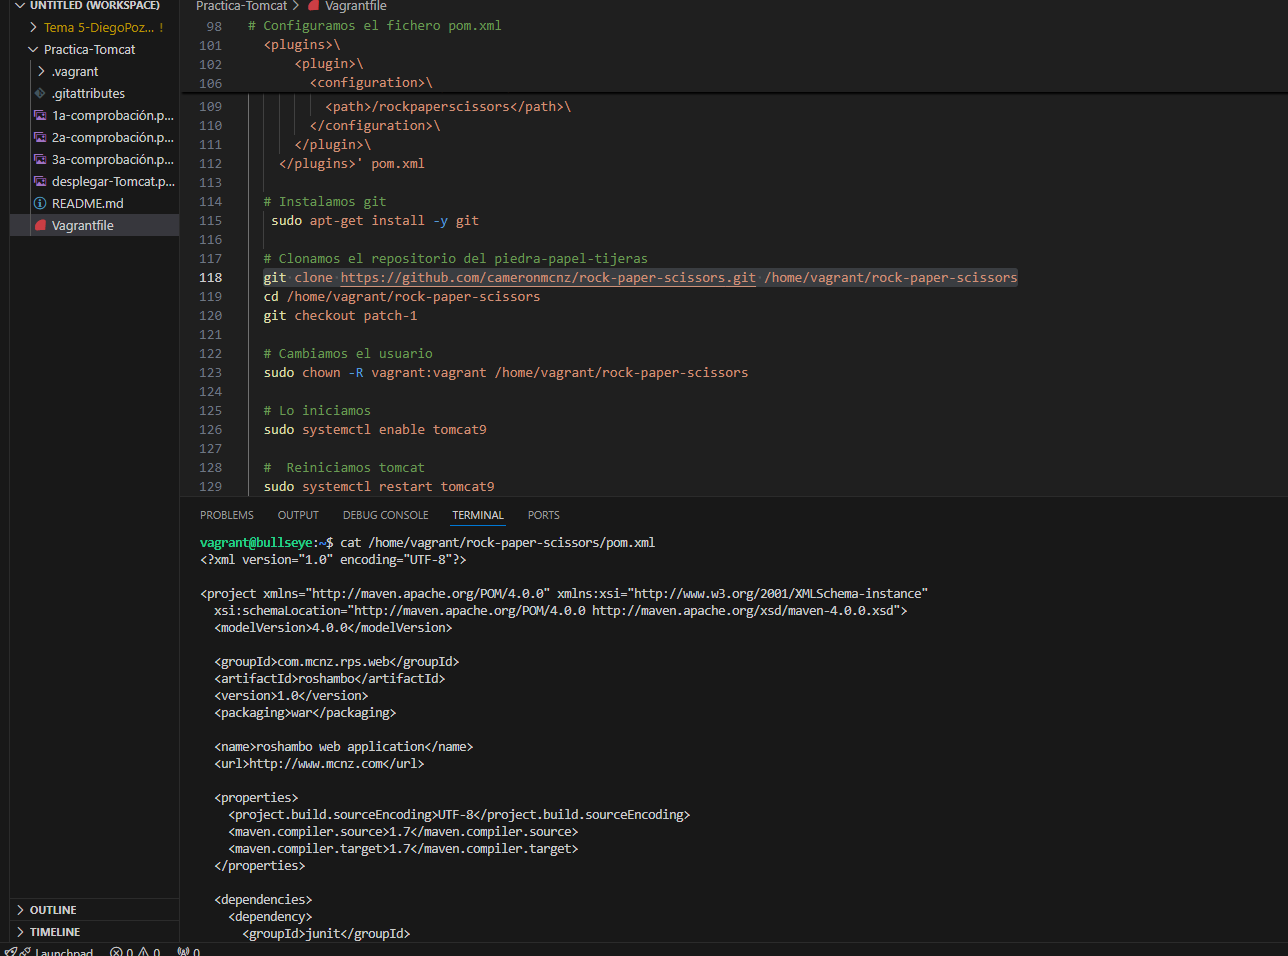 UNTITLED (WORKSPACE)
Tema 5-DiegoPoz... !
Practica-Tomcat
.vagrant
.gitattributes
1a-comprobación.p...
2a-comprobación.p...
3a-comprobación.p...
desplegar-Tomcat.p...
README.md
Vagrantfile
OUTLINE
TIMELINE
Practica-Tomcat > Vagrantfile
98 # Configuramos el fichero pom.xml
101 <plugins>\
102 <plugin>\
106 <configuration>\
109 <path>/rockpaperscissors</path>\
110 </configuration>\
111 </plugin>\
112 </plugins>' pom.xml
113
114 # Instalamos git
115 sudo apt-get install -y git
116
117 # Clonamos el repositorio del piedra-papel-tijeras
118 git clone https://github.com/cameronmcnz/rock-paper-scissors.git /home/vagrant/rock-paper-scissors
119 cd /home/vagrant/rock-paper-scissors
120 git checkout patch-1
121
122 # Cambiamos el usuario
123 sudo chown -R vagrant:vagrant /home/vagrant/rock-paper-scissors
124
125 # Lo iniciamos
126 sudo systemctl enable tomcat9
127
128 #  Reiniciamos tomcat
129 sudo systemctl restart tomcat9
PROBLEMS OUTPUT DEBUG CONSOLE TERMINAL PORTS
vagrant@bullseye:~$ cat /home/vagrant/rock-paper-scissors/pom.xml
<?xml version="1.0" encoding="UTF-8"?>
<project xmlns="http://maven.apache.org/POM/4.0.0" xmlns:xsi="http://www.w3.org/2001/XMLSchema-instance"
xsi:schemaLocation="http://maven.apache.org/POM/4.0.0 http://maven.apache.org/xsd/maven-4.0.0.xsd">
<modelVersion>4.0.0</modelVersion>
<groupId>com.mcnz.rps.web</groupId>
<artifactId>roshambo</artifactId>
<version>1.0</version>
<packaging>war</packaging>
<name>roshambo web application</name>
<url>http://www.mcnz.com</url>
<properties>
<project.build.sourceEncoding>UTF-8</project.build.sourceEncoding>
<maven.compiler.source>1.7</maven.compiler.source>
<maven.compiler.target>1.7</maven.compiler.target>
</properties>
<dependencies>
<dependency>
<groupId>junit</groupId>
Launchpad 0 0 0